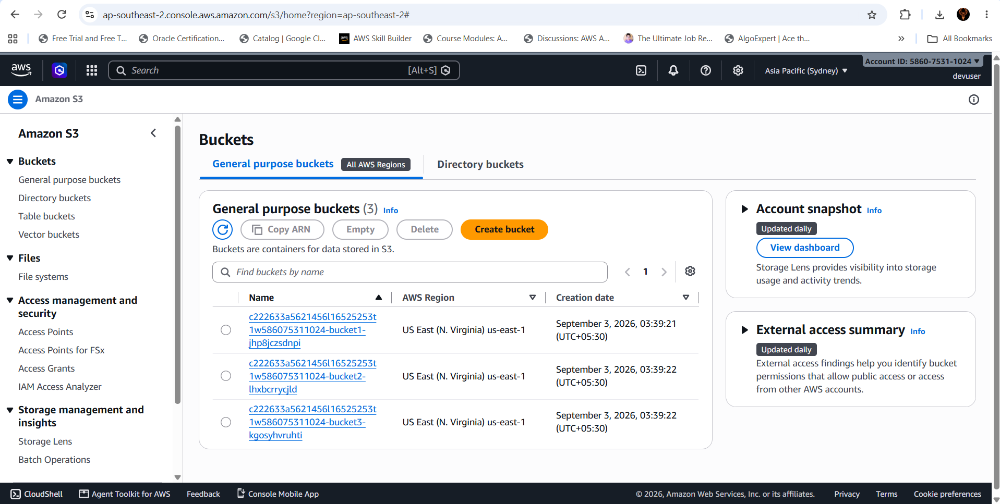 ap-southeast-2.console.aws.amazon.com/s3/home?region=ap-southeast-2#
Free Trial and Free T...
Oracle Certification...
Catalog | Google Cl...
aws
AWS Skill Builder
Course Modules: A...
Discussions: AWS A...
The Ultimate Job Re...
AlgoExpert | Ace th...
»
All Bookmarks
aws
Search
[Alt+S]
Asia Pacific (Sydney)
Account ID: 5860-7531-1024
devuser
Amazon S3
Amazon S3
Buckets
General purpose buckets
Directory buckets
Table buckets
Vector buckets
Files
File systems
Access management and
security
Access Points
Access Points for FSx
Access Grants
IAM Access Analyzer
Storage management and
insights
Storage Lens
Batch Operations
Buckets
General purpose buckets
All AWS Regions
Directory buckets
General purpose buckets (3) Info
Copy ARN
Empty
Delete
Create bucket
Buckets are containers for data stored in S3.
Find buckets by name
1
Name
AWS Region
Creation date
c222633a5621456l16525253t
1w586075311024-bucket1-
jhp8jczsdnpi
US East (N. Virginia) us-east-1
September 3, 2026, 03:39:21
(UTC+05:30)
c222633a5621456l16525253t
1w586075311024-bucket2-
lhxbcrrycjld
US East (N. Virginia) us-east-1
September 3, 2026, 03:39:22
(UTC+05:30)
c222633a5621456l16525253t
1w586075311024-bucket3-
kgosyhvruhti
US East (N. Virginia) us-east-1
September 3, 2026, 03:39:22
(UTC+05:30)
Account snapshot Info
Updated daily
View dashboard
Storage Lens provides visibility into storage
usage and activity trends.
External access summary Info
Updated daily
External access findings help you identify bucket
permissions that allow public access or access
from other AWS accounts.
CloudShell
Agent Toolkit for AWS
Feedback
Console Mobile App
© 2026, Amazon Web Services, Inc. or its affiliates.
Privacy
Terms
Cookie preferences